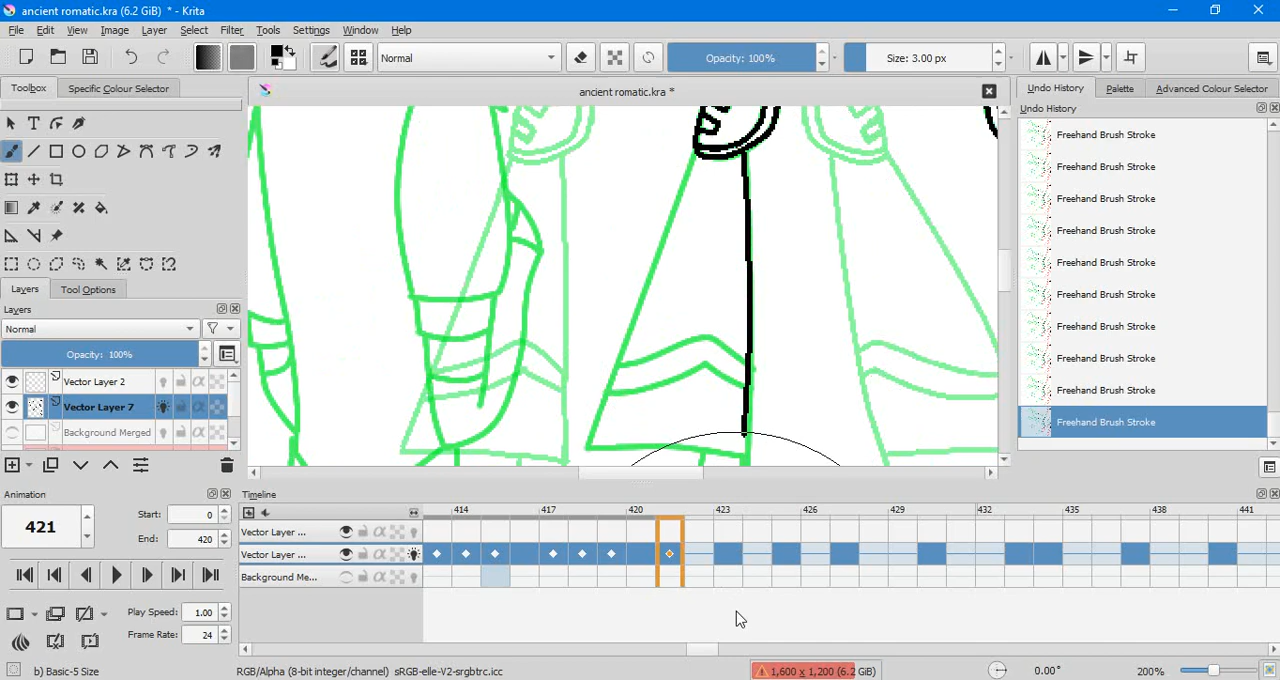 ancient romatic.kra (6.2 GiB) * - Krita
File Edit View Image Layer Select Filter Tools Settings Window Help
Normal Opacity: 100% Size: 3.00 px
Toolbox Specific Colour Selector
ancient romatic.kra *
Undo History Palette Advanced Colour Selector
Undo History
Freehand Brush Stroke
Freehand Brush Stroke
Freehand Brush Stroke
Freehand Brush Stroke
Freehand Brush Stroke
Freehand Brush Stroke
Freehand Brush Stroke
Freehand Brush Stroke
Freehand Brush Stroke
Freehand Brush Stroke
Layers Tool Options
Layers
Normal
Opacity: 100%
Vector Layer 2
Vector Layer 7
Background Merged
Animation
421
Start: 0
End: 420
Play Speed: 1.00
Frame Rate: 24
Timeline
414 417 420 423 426 429 432 435 438 441
Vector Layer ...
Vector Layer ...
Background Me...
b) Basic-5 Size
RGB/Alpha (8-bit integer/channel) sRGB-elle-V2-srgbtrc.icc
1,600 x 1,200 (6.2 GiB)
0.00°
200%